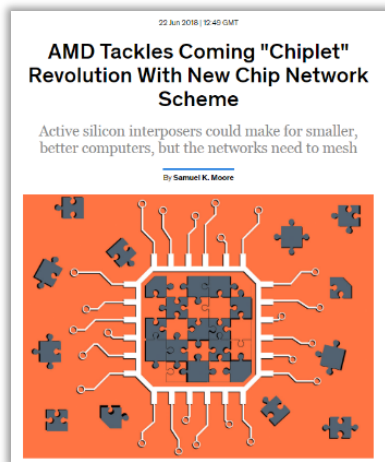 22 Jun 2018 | 12:49 GMT
AMD Tackles Coming "Chiplet"
Revolution With New Chip Network
Scheme
Active silicon interposers could make for smaller,
better computers, but the networks need to mesh
By Samuel K. Moore